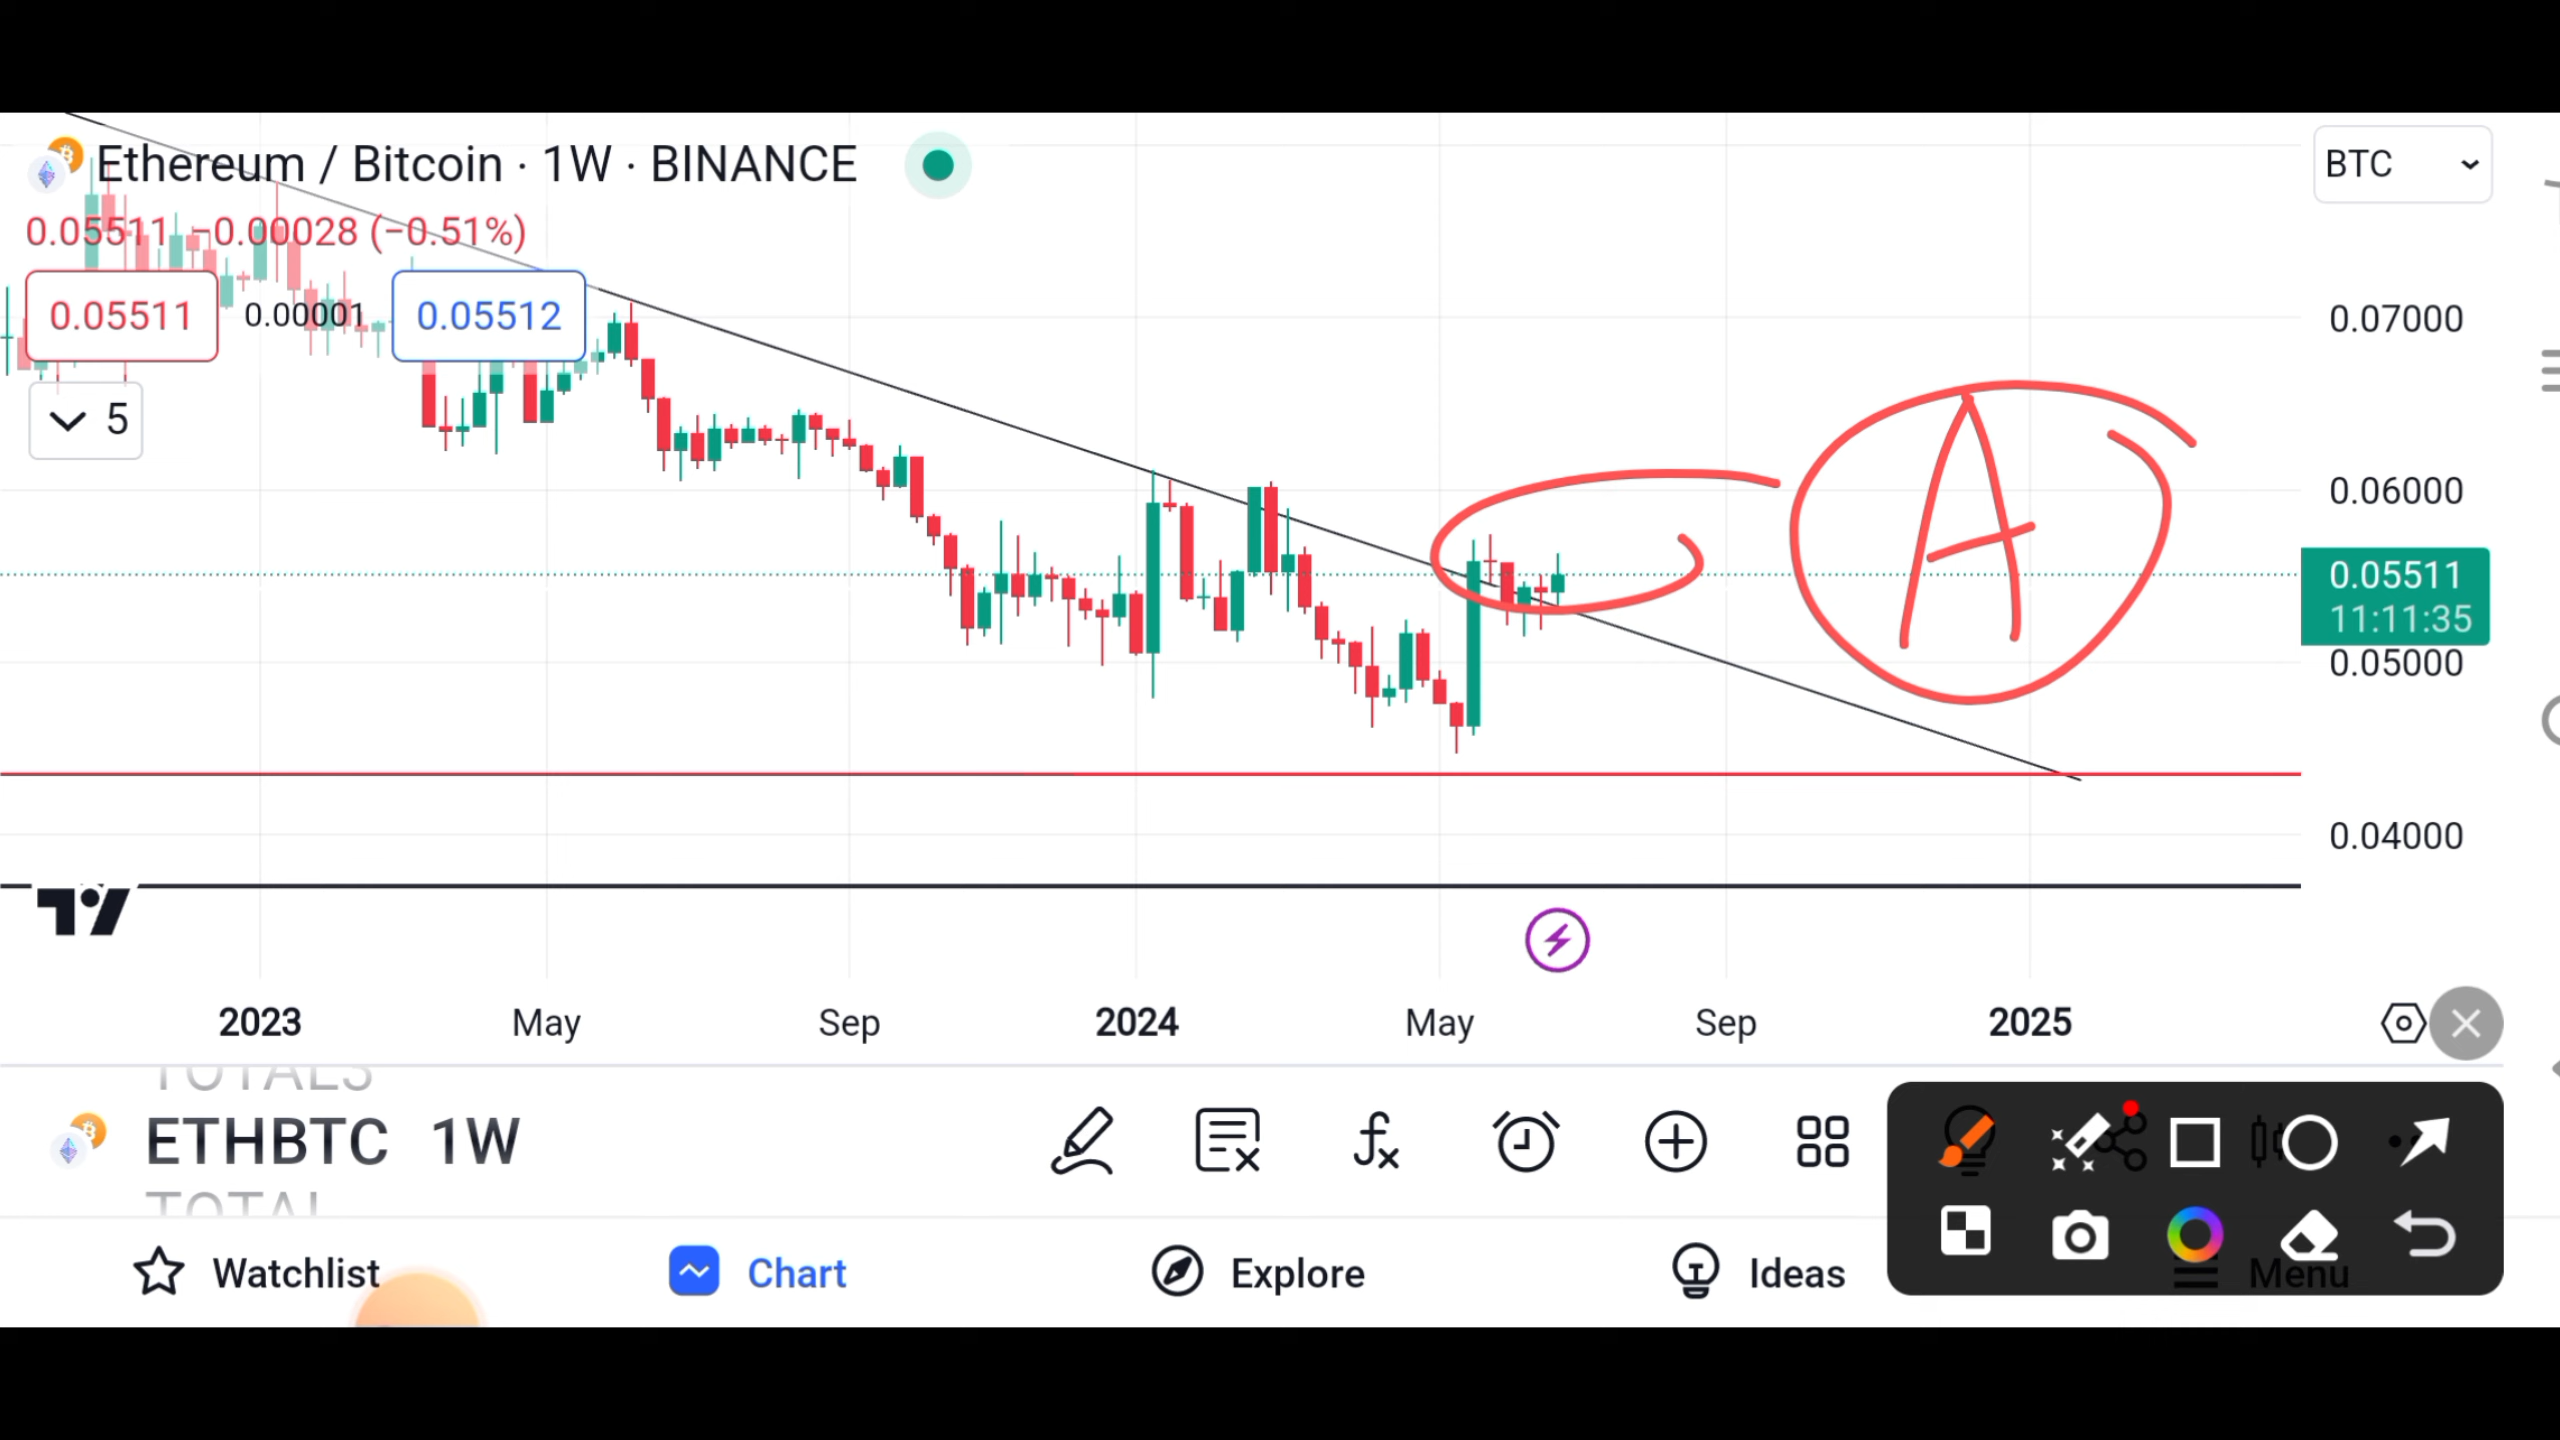 Ethereum / Bitcoin · 1W · BINANCE
BTC
0.05511 −0.00028 (−0.51%)
0.05511
0.00001
0.05512
5
A
0.07000
0.06000
0.05511
11:11:35
0.05000
0.04000
2023
May
Sep
2024
May
Sep
2025
TOTAL3
ETHBTC 1W
TOTAL
Watchlist
Chart
Explore
Ideas
Menu